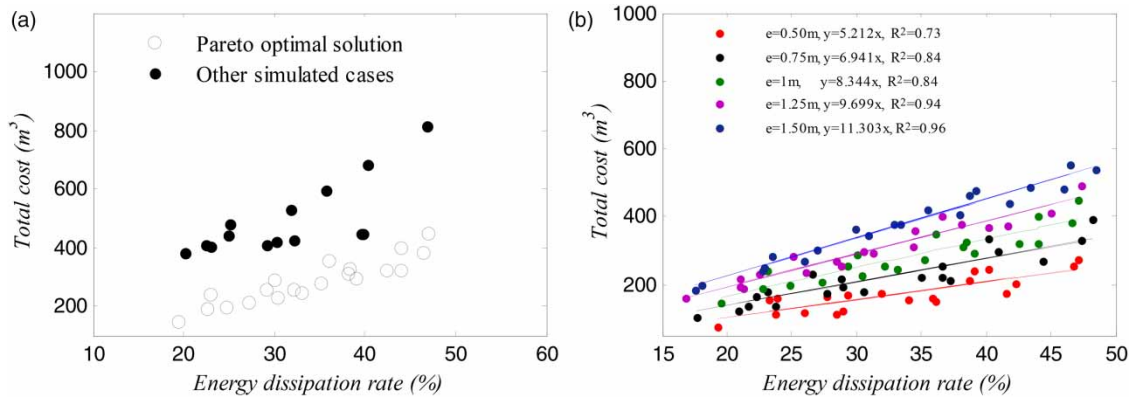 (a)
Pareto optimal solution
Other simulated cases
Total cost (m³)
1000
800
600
400
200
10 20 30 40 50 60
Energy dissipation rate (%)
(b)
e=0.50m, y=5.212x, R²=0.73
e=0.75m, y=6.941x, R²=0.84
e=1m, y=8.344x, R²=0.84
e=1.25m, y=9.699x, R²=0.94
e=1.50m, y=11.303x, R²=0.96
Total cost (m³)
1000
800
600
400
200
15 20 25 30 35 40 45 50
Energy dissipation rate (%)